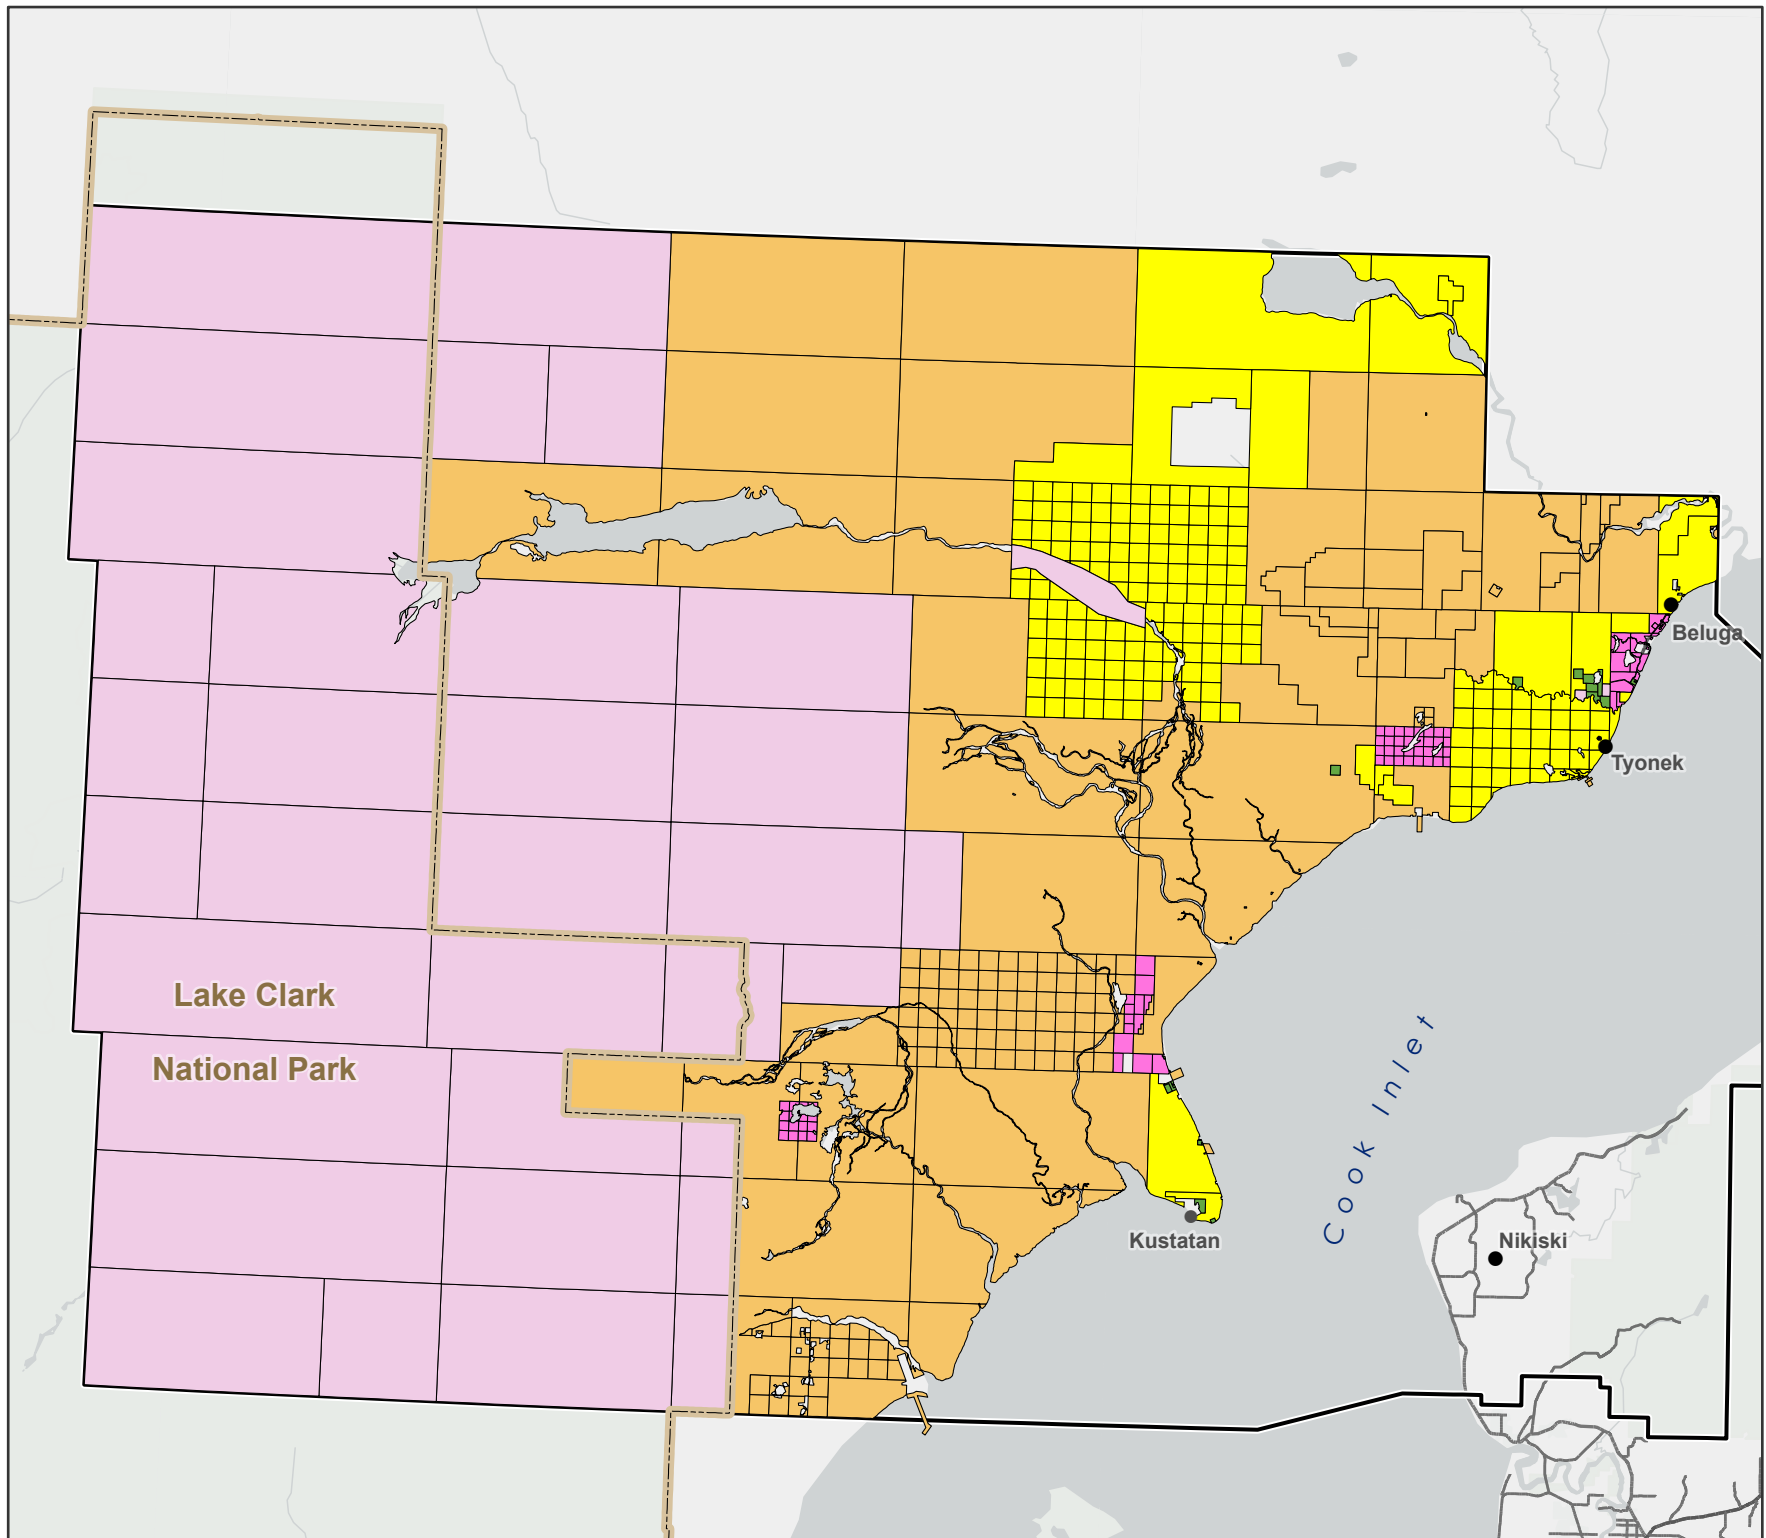 Beluga
Tyonek
Lake Clark
National Park
Cook Inlet
Kustatan
Nikiski